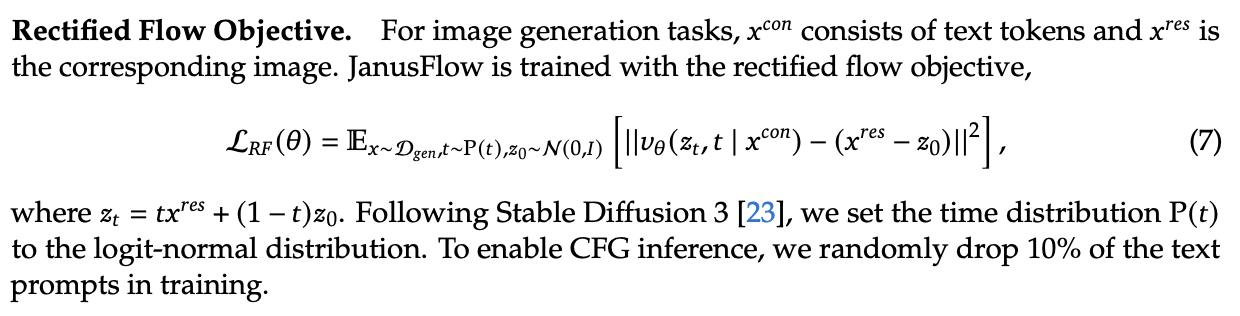 Rectified Flow Objective. For image generation tasks, x^{con} consists of text tokens and x^{res} is
the corresponding image. JanusFlow is trained with the rectified flow objective,
\mathcal{L}_{RF}(\theta) = \mathbb{E}_{x \sim \mathcal{D}_{gen}, t \sim P(t), z_0 \sim \mathcal{N}(0,I)} \left[ ||v_\theta(z_t, t \mid x^{con}) - (x^{res} - z_0)||^2 \right], (7)
where z_t = tx^{res} + (1 − t)z_0. Following Stable Diffusion 3 [23], we set the time distribution P(t)
to the logit-normal distribution. To enable CFG inference, we randomly drop 10% of the text
prompts in training.